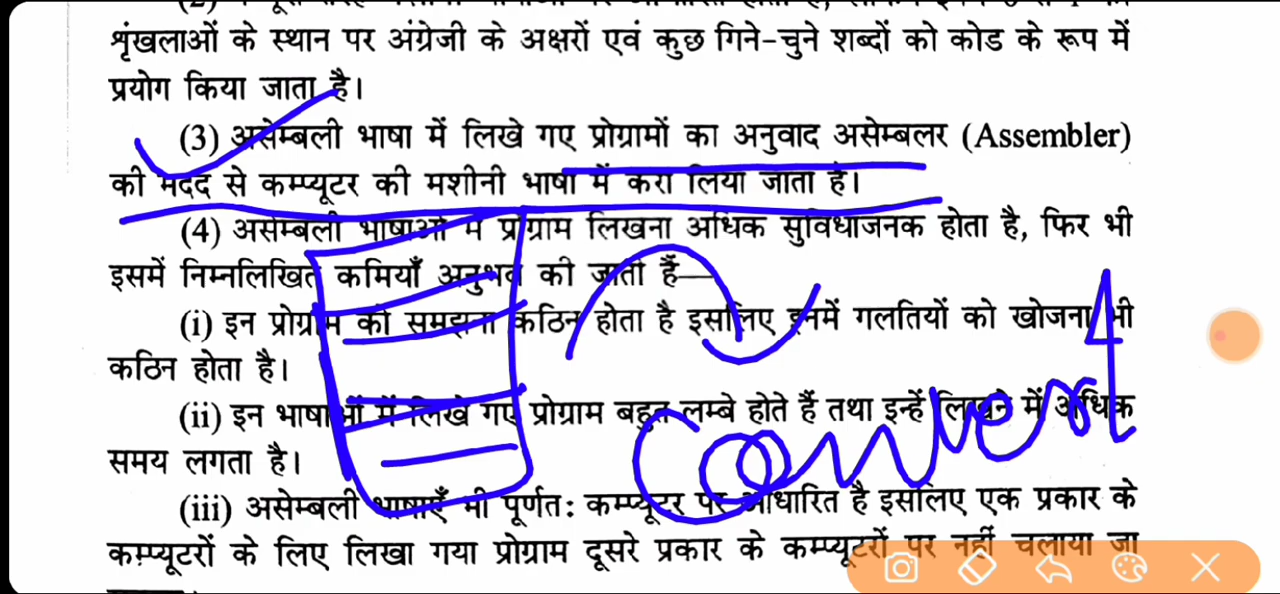 शृंखलाओं के स्थान पर अंग्रेजी के अक्षरों एवं कुछ गिने-चुने शब्दों को कोड के रूप में
प्रयोग किया जाता है।
(3) असेम्बली भाषा में लिखे गए प्रोग्रामों का अनुवाद असेम्बलर (Assembler)
की मदद से कम्प्यूटर की मशीनी भाषा में करा लिया जाता है।
(4) असेम्बली भाषाओं में प्रोग्राम लिखना अधिक सुविधाजनक होता है, फिर भी
इसमें निम्नलिखित कमियाँ अनुभव की जाती हैं—
(i) इन प्रोग्राम को समझना कठिन होता है इसलिए इनमें गलतियों को खोजना भी
कठिन होता है।
(ii) इन भाषाओं में लिखे गए प्रोग्राम बहुत लम्बे होते हैं तथा इन्हें लिखने में अधिक
समय लगता है।
Convert
(iii) असेम्बली भाषाएँ भी पूर्णत: कम्प्यूटर पर आधारित है इसलिए एक प्रकार के
कम्प्यूटरों के लिए लिखा गया प्रोग्राम दूसरे प्रकार के कम्प्यूटरों पर नहीं चलाया जा